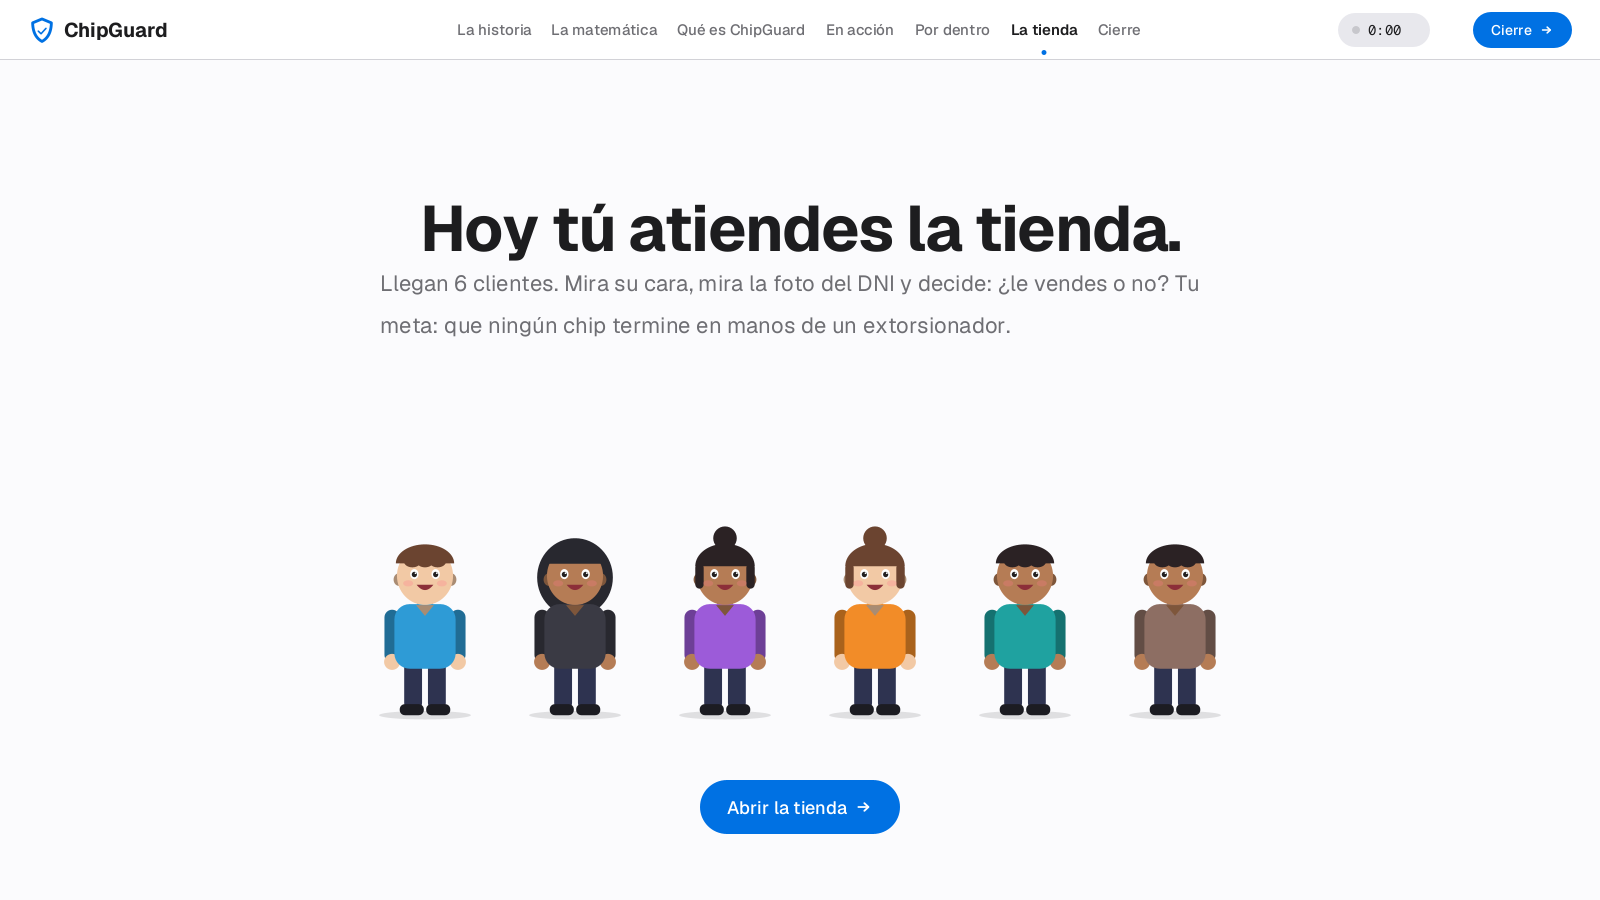 ChipGuard
La historia
La matemática
Qué es ChipGuard
En acción
Por dentro
La tienda
Cierre
0:00
Cierre →
Hoy tú atiendes la tienda.
Llegan 6 clientes. Mira su cara, mira la foto del DNI y decide: ¿le vendes o no? Tu
meta: que ningún chip termine en manos de un extorsionador.
Abrir la tienda →